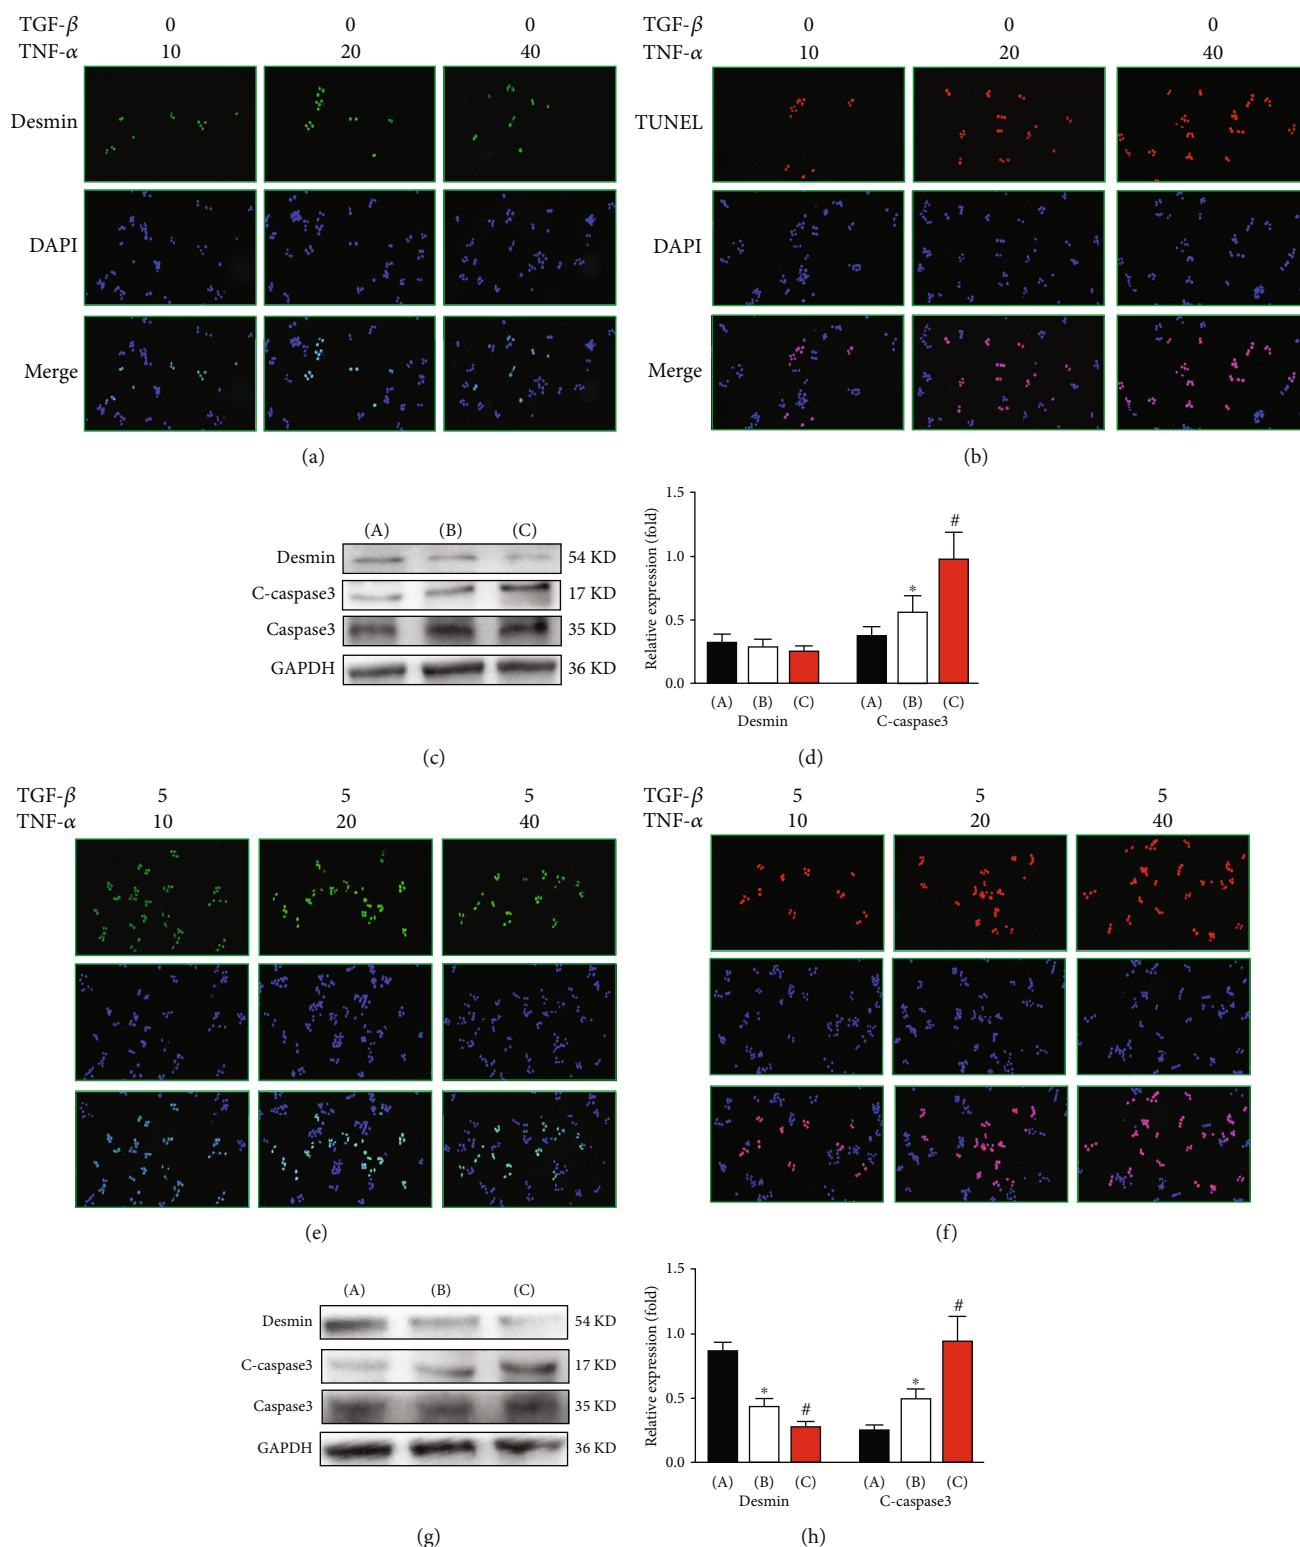 TGF-β 0 0 0
TNF-α 10 20 40
Desmin
DAPI
Merge
(a)
TGF-β 0 0 0
TNF-α 10 20 40
TUNEL
DAPI
Merge
(b)
(A) (B) (C)
Desmin 54 KD
C-caspase3 17 KD
Caspase3 35 KD
GAPDH 36 KD
(c)
Relative expression (fold)
1.5
1.0
0.5
0.0
* #
(A) (B) (C) (A) (B) (C)
Desmin C-caspase3
(d)
TGF-β 5 5 5
TNF-α 10 20 40
(e)
TGF-β 5 5 5
TNF-α 10 20 40
(f)
(A) (B) (C)
Desmin 54 KD
C-caspase3 17 KD
Caspase3 35 KD
GAPDH 36 KD
(g)
Relative expression (fold)
1.5
1.0
0.5
0.0
* # * #
(A) (B) (C) (A) (B) (C)
Desmin C-caspase3
(h)